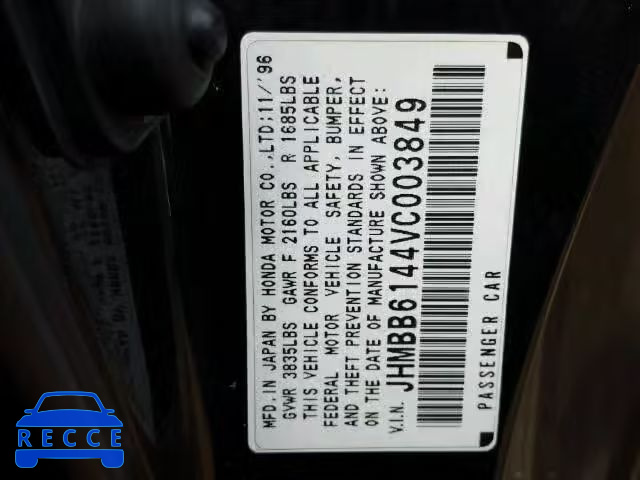 MFD.IN JAPAN BY HONDA MOTOR CO.,LTD;11/'96
GVWR 3835LBS GAWR F 2160LBS R 1685LBS
THIS VEHICLE CONFORMS TO ALL APPLICABLE
FEDERAL MOTOR VEHICLE SAFETY, BUMPER,
AND THEFT PREVENTION STANDARDS IN EFFECT
ON THE DATE OF MANUFACTURE SHOWN ABOVE:
V.I.N. JHMBB6144VC003849
PASSENGER CAR
RECCE